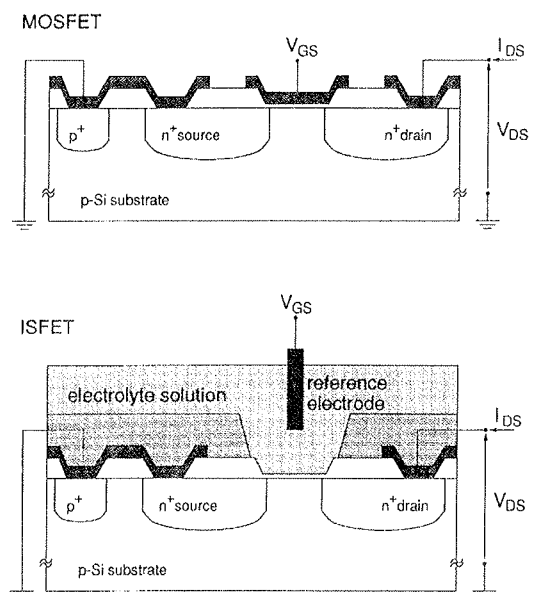 MOSFET
V_GS
I_DS
p+
n+source
n+drain
V_DS
p-Si substrate
ISFET
V_GS
electrolyte solution
reference
electrode
I_DS
p+
n+source
n+drain
V_DS
p-Si substrate